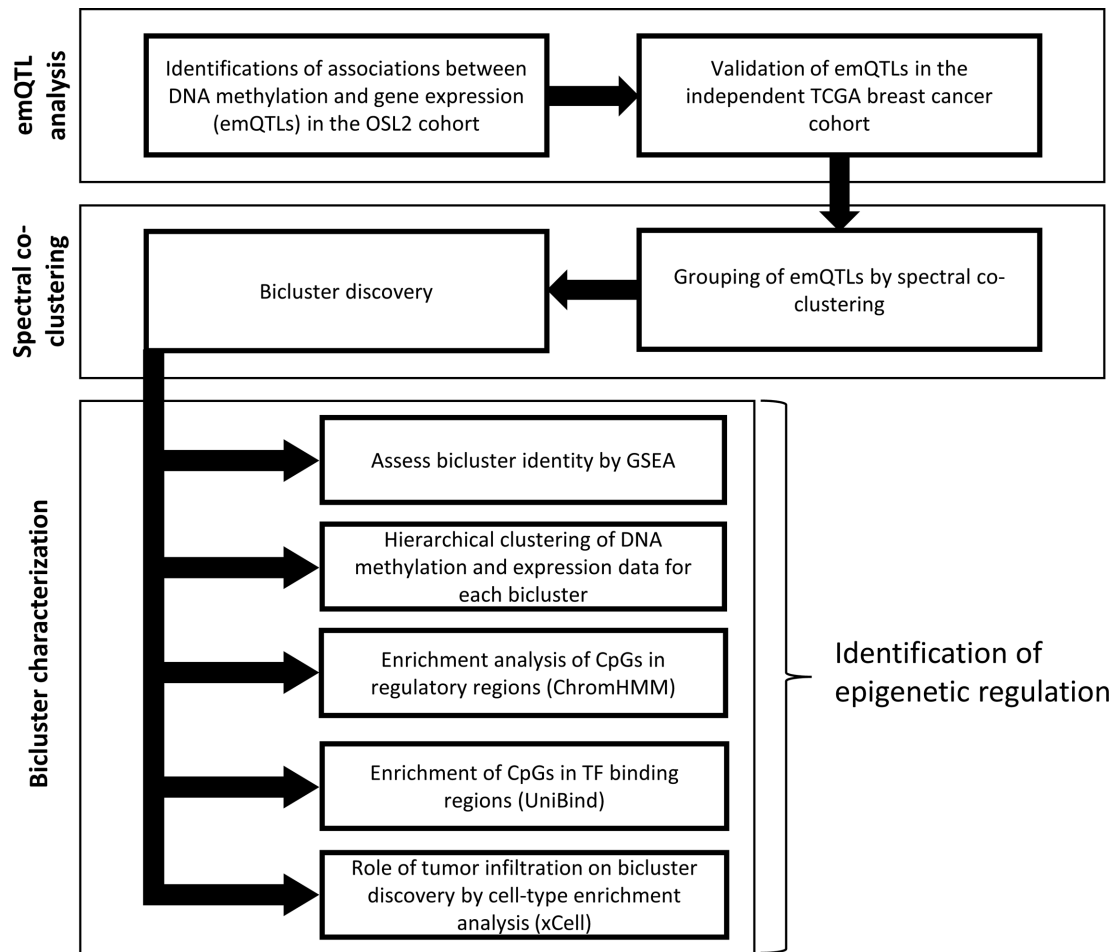 emQTL
analysis
Identifications of associations between
DNA methylation and gene expression
(emQTLs) in the OSL2 cohort
Validation of emQTLs in the
independent TCGA breast cancer
cohort
Spectral co-
clustering
Bicluster discovery
Grouping of emQTLs by spectral co-
clustering
Bicluster characterization
Assess bicluster identity by GSEA
Hierarchical clustering of DNA
methylation and expression data for
each bicluster
Enrichment analysis of CpGs in
regulatory regions (ChromHMM)
Enrichment of CpGs in TF binding
regions (UniBind)
Role of tumor infiltration on bicluster
discovery by cell-type enrichment
analysis (xCell)
Identification of
epigenetic regulation